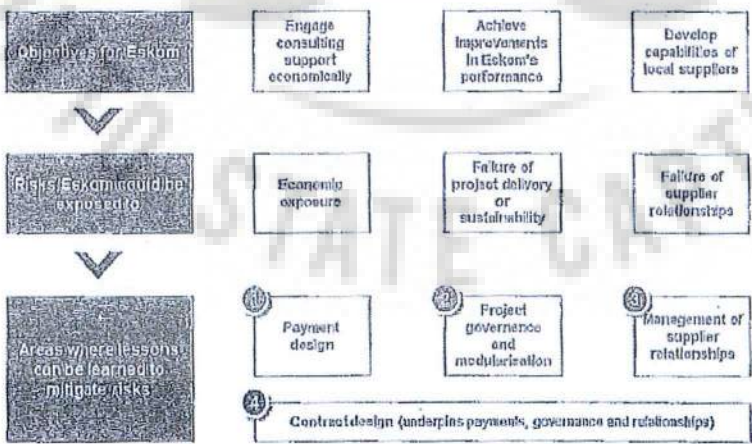 Objectives for Eskom
Engage
consulting
support
economically
Achieve
improvements
in Eskom's
performance
Develop
capabilities of
local suppliers
Risks Eskom could be
exposed to
Economic
exposure
Failure of
project delivery
or
sustainability
Failure of
supplier
relationships
Areas where lessons
can be learned to
mitigate risks
1
Payment
design
2
Project
governance
and
modularisation
3
Management of
supplier
relationships
4
Contract design (underpins payments, governance and relationships)
STATE